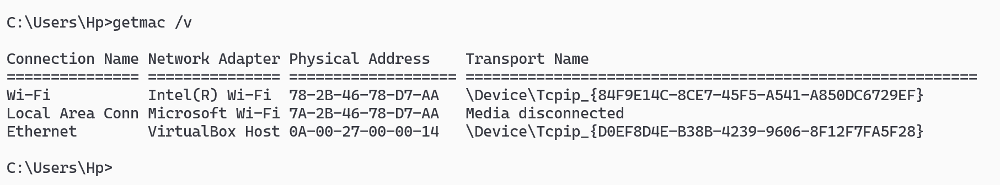 C:\Users\Hp>getmac /v
Connection Name Network Adapter Physical Address    Transport Name
=============== =============== =================== ==========================================================
Wi-Fi           Intel(R) Wi-Fi  78-2B-46-78-D7-AA   \Device\Tcpip_{84F9E14C-8CE7-45F5-A541-A850DC6729EF}
Local Area Conn Microsoft Wi-Fi 7A-2B-46-78-D7-AA   Media disconnected
Ethernet        VirtualBox Host 0A-00-27-00-00-14   \Device\Tcpip_{D0EF8D4E-B38B-4239-9606-8F12F7FA5F28}
C:\Users\Hp>